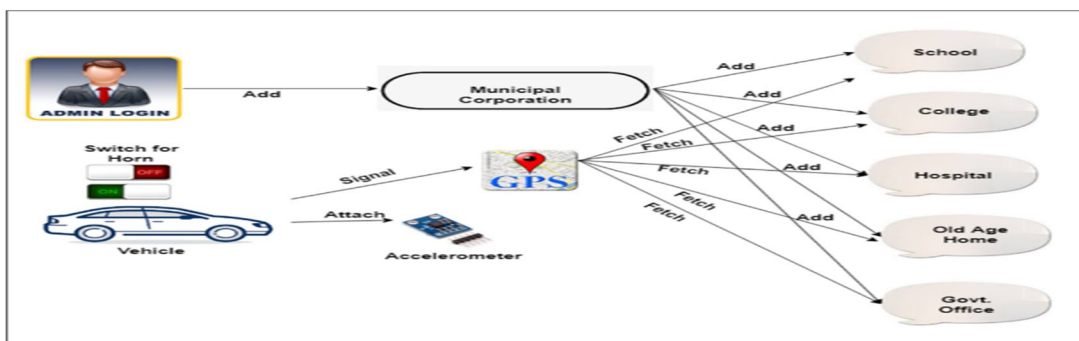 ADMIN LOGIN
Add
Municipal
Corporation
Add
Add
Add
Add
Add
School
College
Hospital
Old Age
Home
Govt.
Office
Switch for
Horn
OFF
ON
Vehicle
Signal
Attach
GPS
Accelerometer
Fetch
Fetch
Fetch
Fetch
Fetch